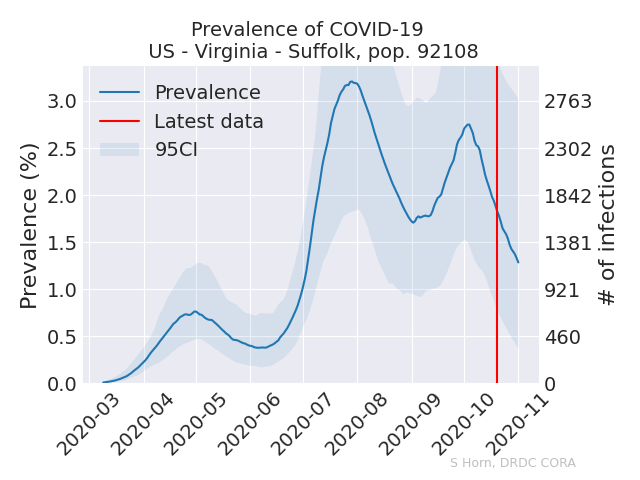 Prevalence of COVID-19
US - Virginia - Suffolk, pop. 92108
Prevalence
Latest data
95CI
Prevalence (%)
3.0
2.5
2.0
1.5
1.0
0.5
0.0
2763
2302
1842
1381
921
460
0
# of infections
2020-03
2020-04
2020-05
2020-06
2020-07
2020-08
2020-09
2020-10
2020-11
S Horn, DRDC CORA